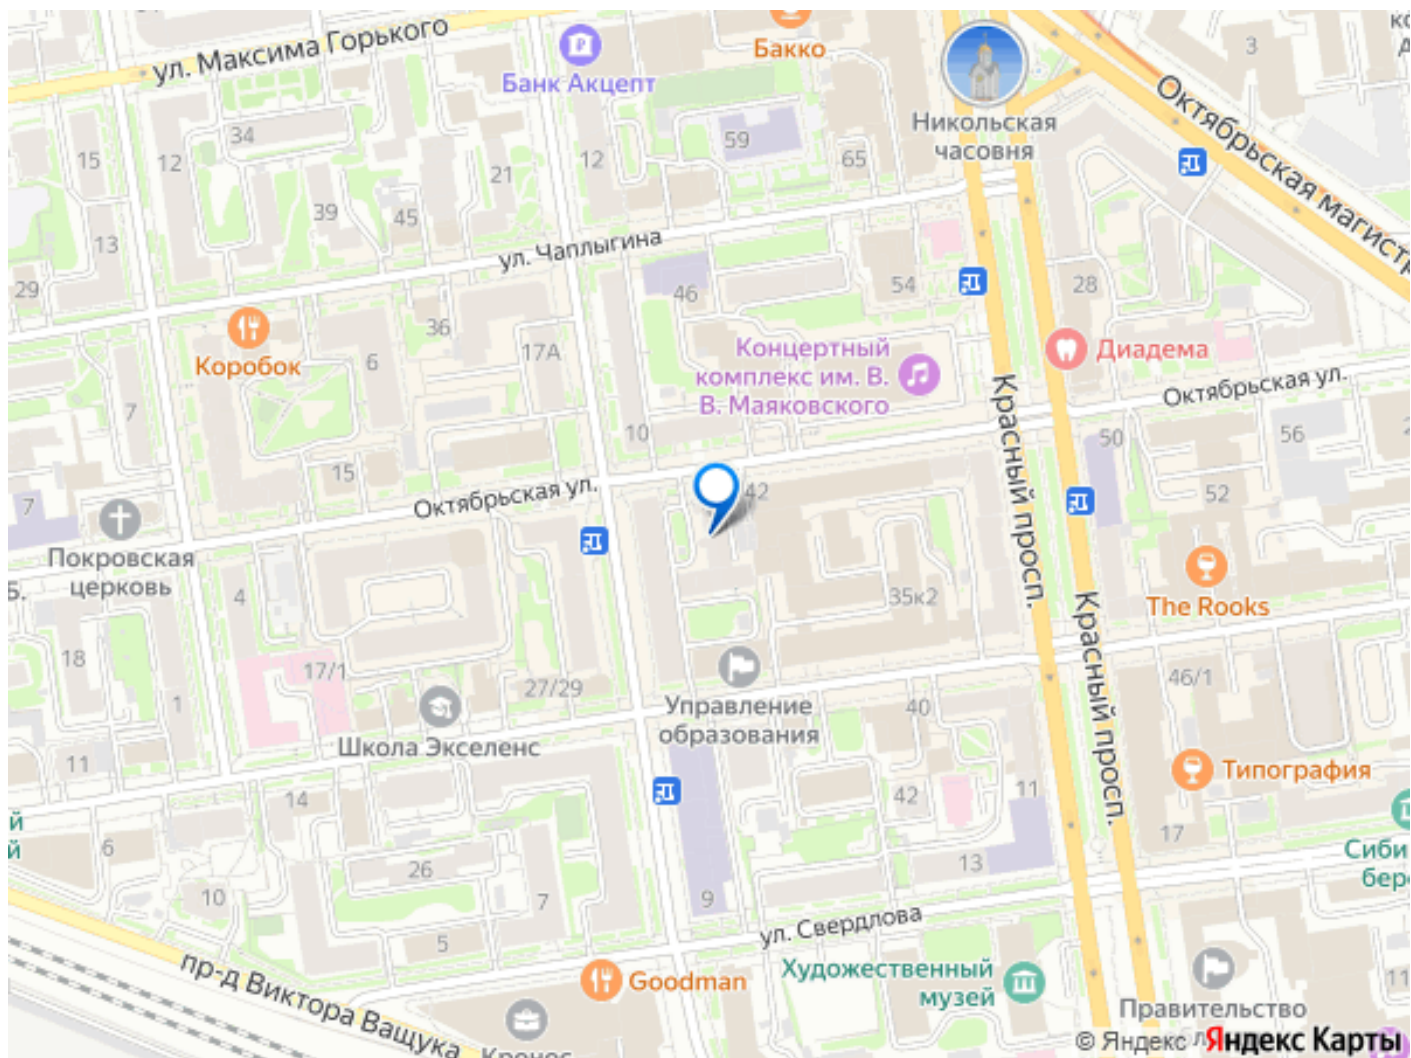 ул. Максима Горького
Банк Акцепт
Бакко
3
Никольская
часовня
Октябрьская магистр
34
15
12
59
12
65
21
39
45
13
ул. Чаплыгина
29
46
54
28
36
Коробок
6
17А
Концертный
комплекс им. В.
В. Маяковского
Диадема
Октябрьская ул.
Красный просп.
7
10
50
56
2
15
7
Октябрьская ул.
42
52
Покровская
церковь
Б.
4
35к2
The Rooks
Красный просп.
18
17/1
27/29
1
Управление
образования
40
46/1
Школа Экселенс
11
Типография
14
42
11
17
й
й
6
26
13
Сиби
бер
10
7
9
5
ул. Свердлова
пр-д Виктора Ващука
Goodman
Художественный
музей
11
Правительство
Кронос
© Яндекс
Яндекс Карты